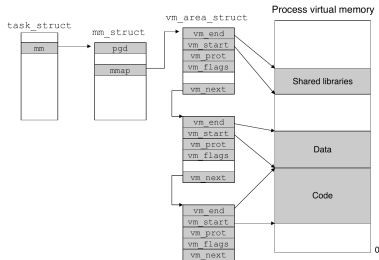 Process virtual memory
task_struct
mm
mm_struct
pgd
mmap
vm_area_struct
vm_end
vm_start
vm_prot
vm_flags
vm_next
vm_end
vm_start
vm_prot
vm_flags
vm_next
vm_end
vm_start
vm_prot
vm_flags
vm_next
Shared libraries
Data
Code
0